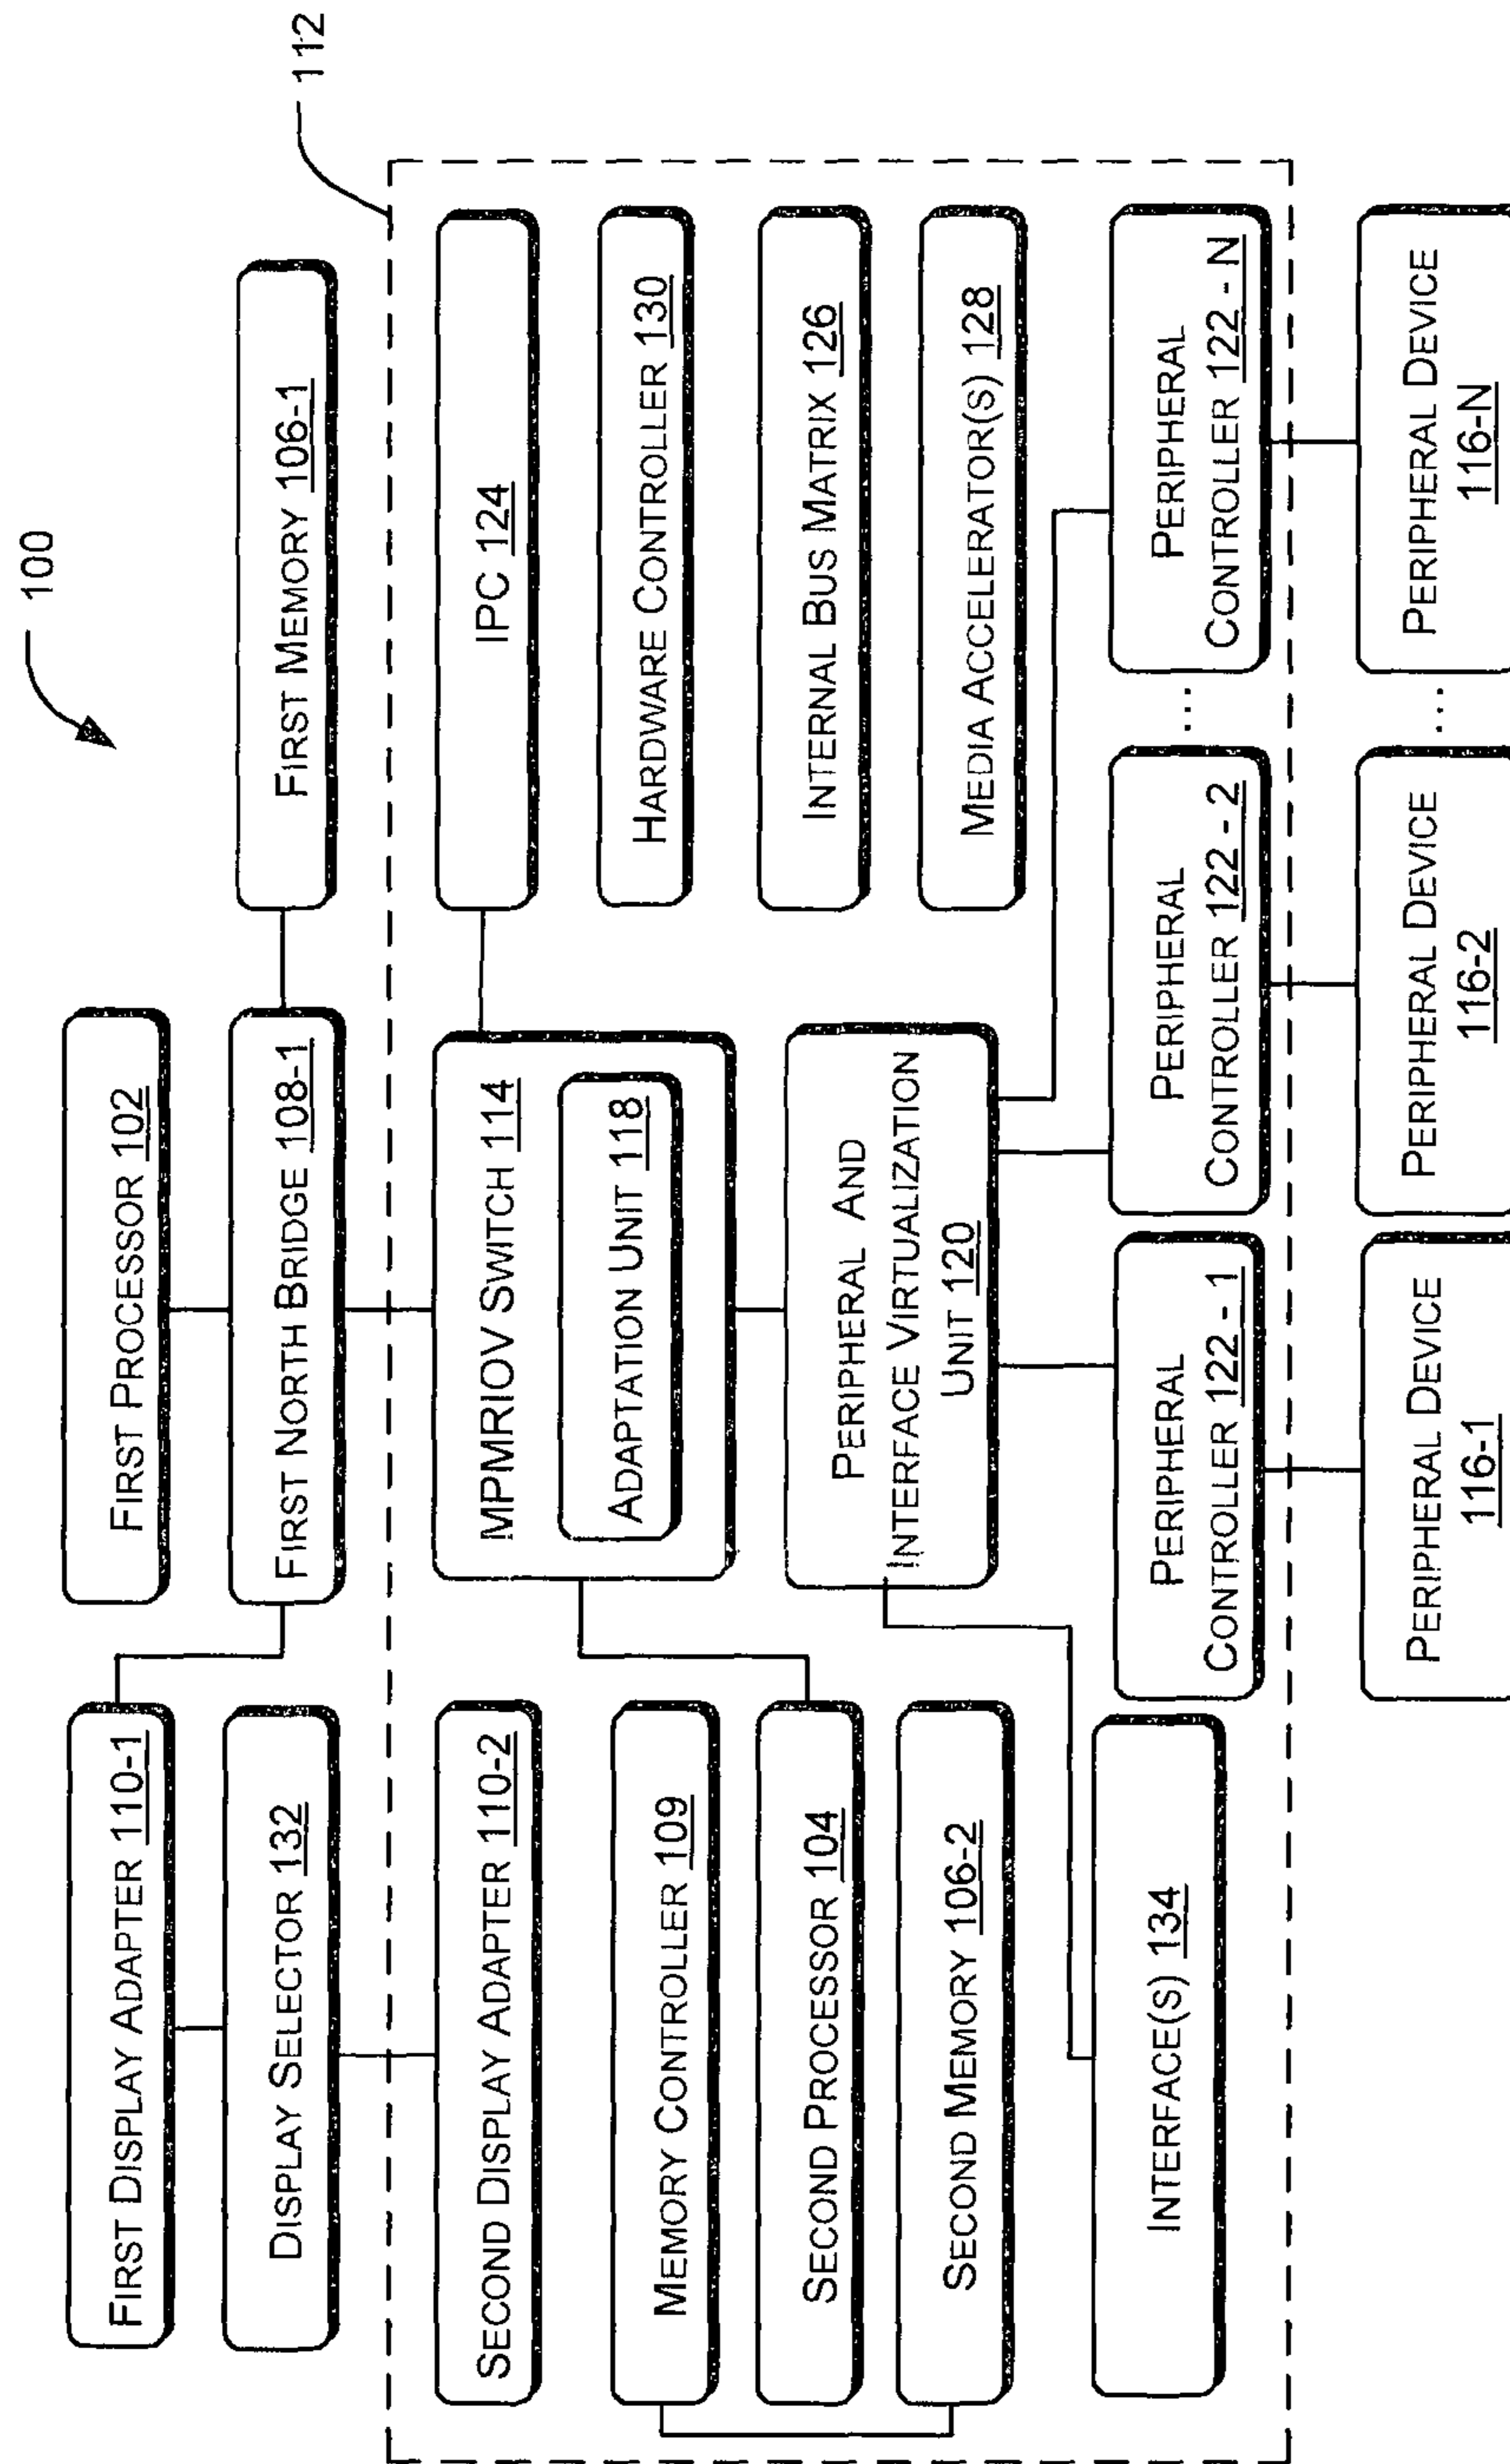 100
FIRST DISPLAY ADAPTER 110-1
FIRST PROCESSOR 102
DISPLAY SELECTOR 132
FIRST NORTH BRIDGE 108-1
FIRST MEMORY 106-1
112
SECOND DISPLAY ADAPTER 110-2
MPMRIOV SWITCH 114
IPC 124
MEMORY CONTROLLER 109
ADAPTATION UNIT 118
HARDWARE CONTROLLER 130
SECOND PROCESSOR 104
INTERNAL BUS MATRIX 126
SECOND MEMORY 106-2
PERIPHERAL AND
INTERFACE VIRTUALIZATION
UNIT 120
MEDIA ACCELERATOR(S) 128
INTERFACE(S) 134
PERIPHERAL
CONTROLLER 122 - 1
PERIPHERAL
CONTROLLER 122 - 2
...
PERIPHERAL
CONTROLLER 122 - N
PERIPHERAL DEVICE
116-1
PERIPHERAL DEVICE
116-2
...
PERIPHERAL DEVICE
116-N